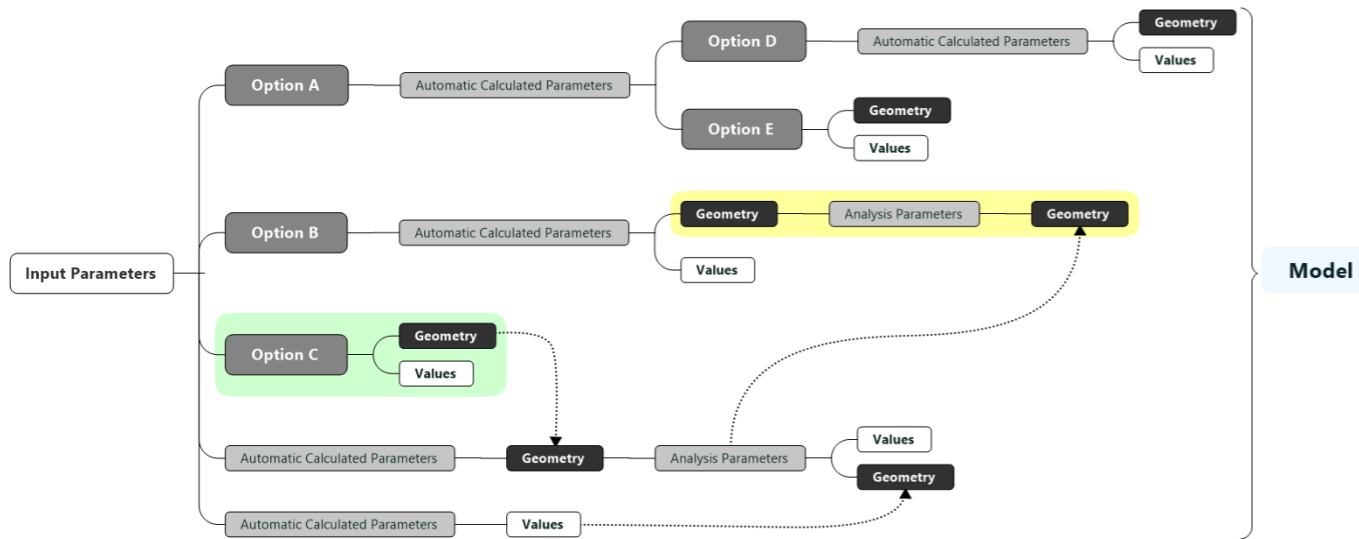 Geometry
Option D
Automatic Calculated Parameters
Values
Option A
Automatic Calculated Parameters
Geometry
Option E
Values
Geometry
Analysis Parameters
Geometry
Option B
Automatic Calculated Parameters
Values
Input Parameters
Model
Geometry
Option C
Values
Values
Automatic Calculated Parameters
Geometry
Analysis Parameters
Geometry
Automatic Calculated Parameters
Values